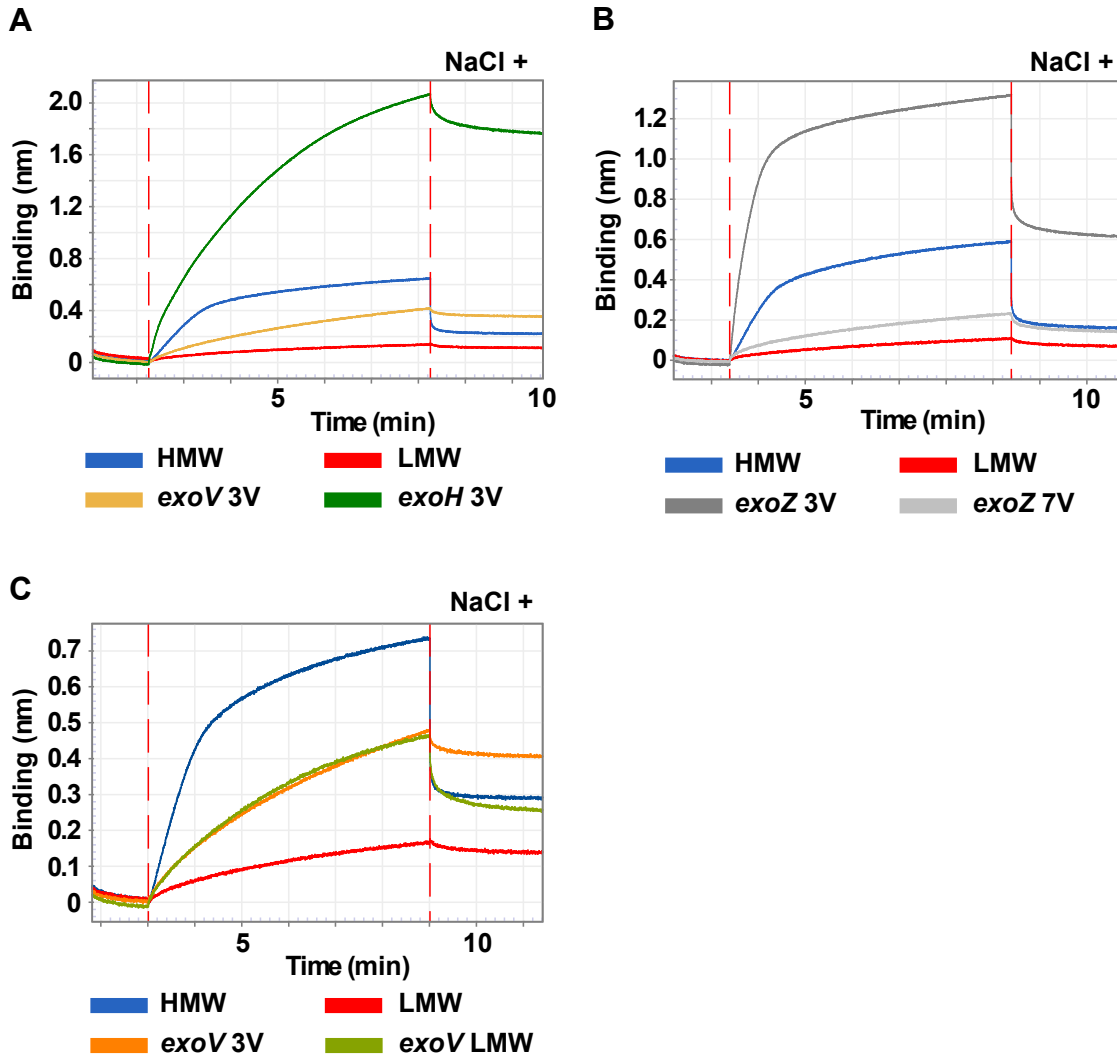 A
NaCl +
2.0
1.6
1.2
0.8
0.4
0
Binding (nm)
5
10
Time (min)
HMW
LMW
exoV 3V
exoH 3V
B
NaCl +
1.2
1.0
0.8
0.6
0.4
0.2
0
Binding (nm)
5
10
Time (min)
HMW
LMW
exoZ 3V
exoZ 7V
C
NaCl +
0.7
0.6
0.5
0.4
0.3
0.2
0.1
0
Binding (nm)
5
10
Time (min)
HMW
LMW
exoV 3V
exoV LMW